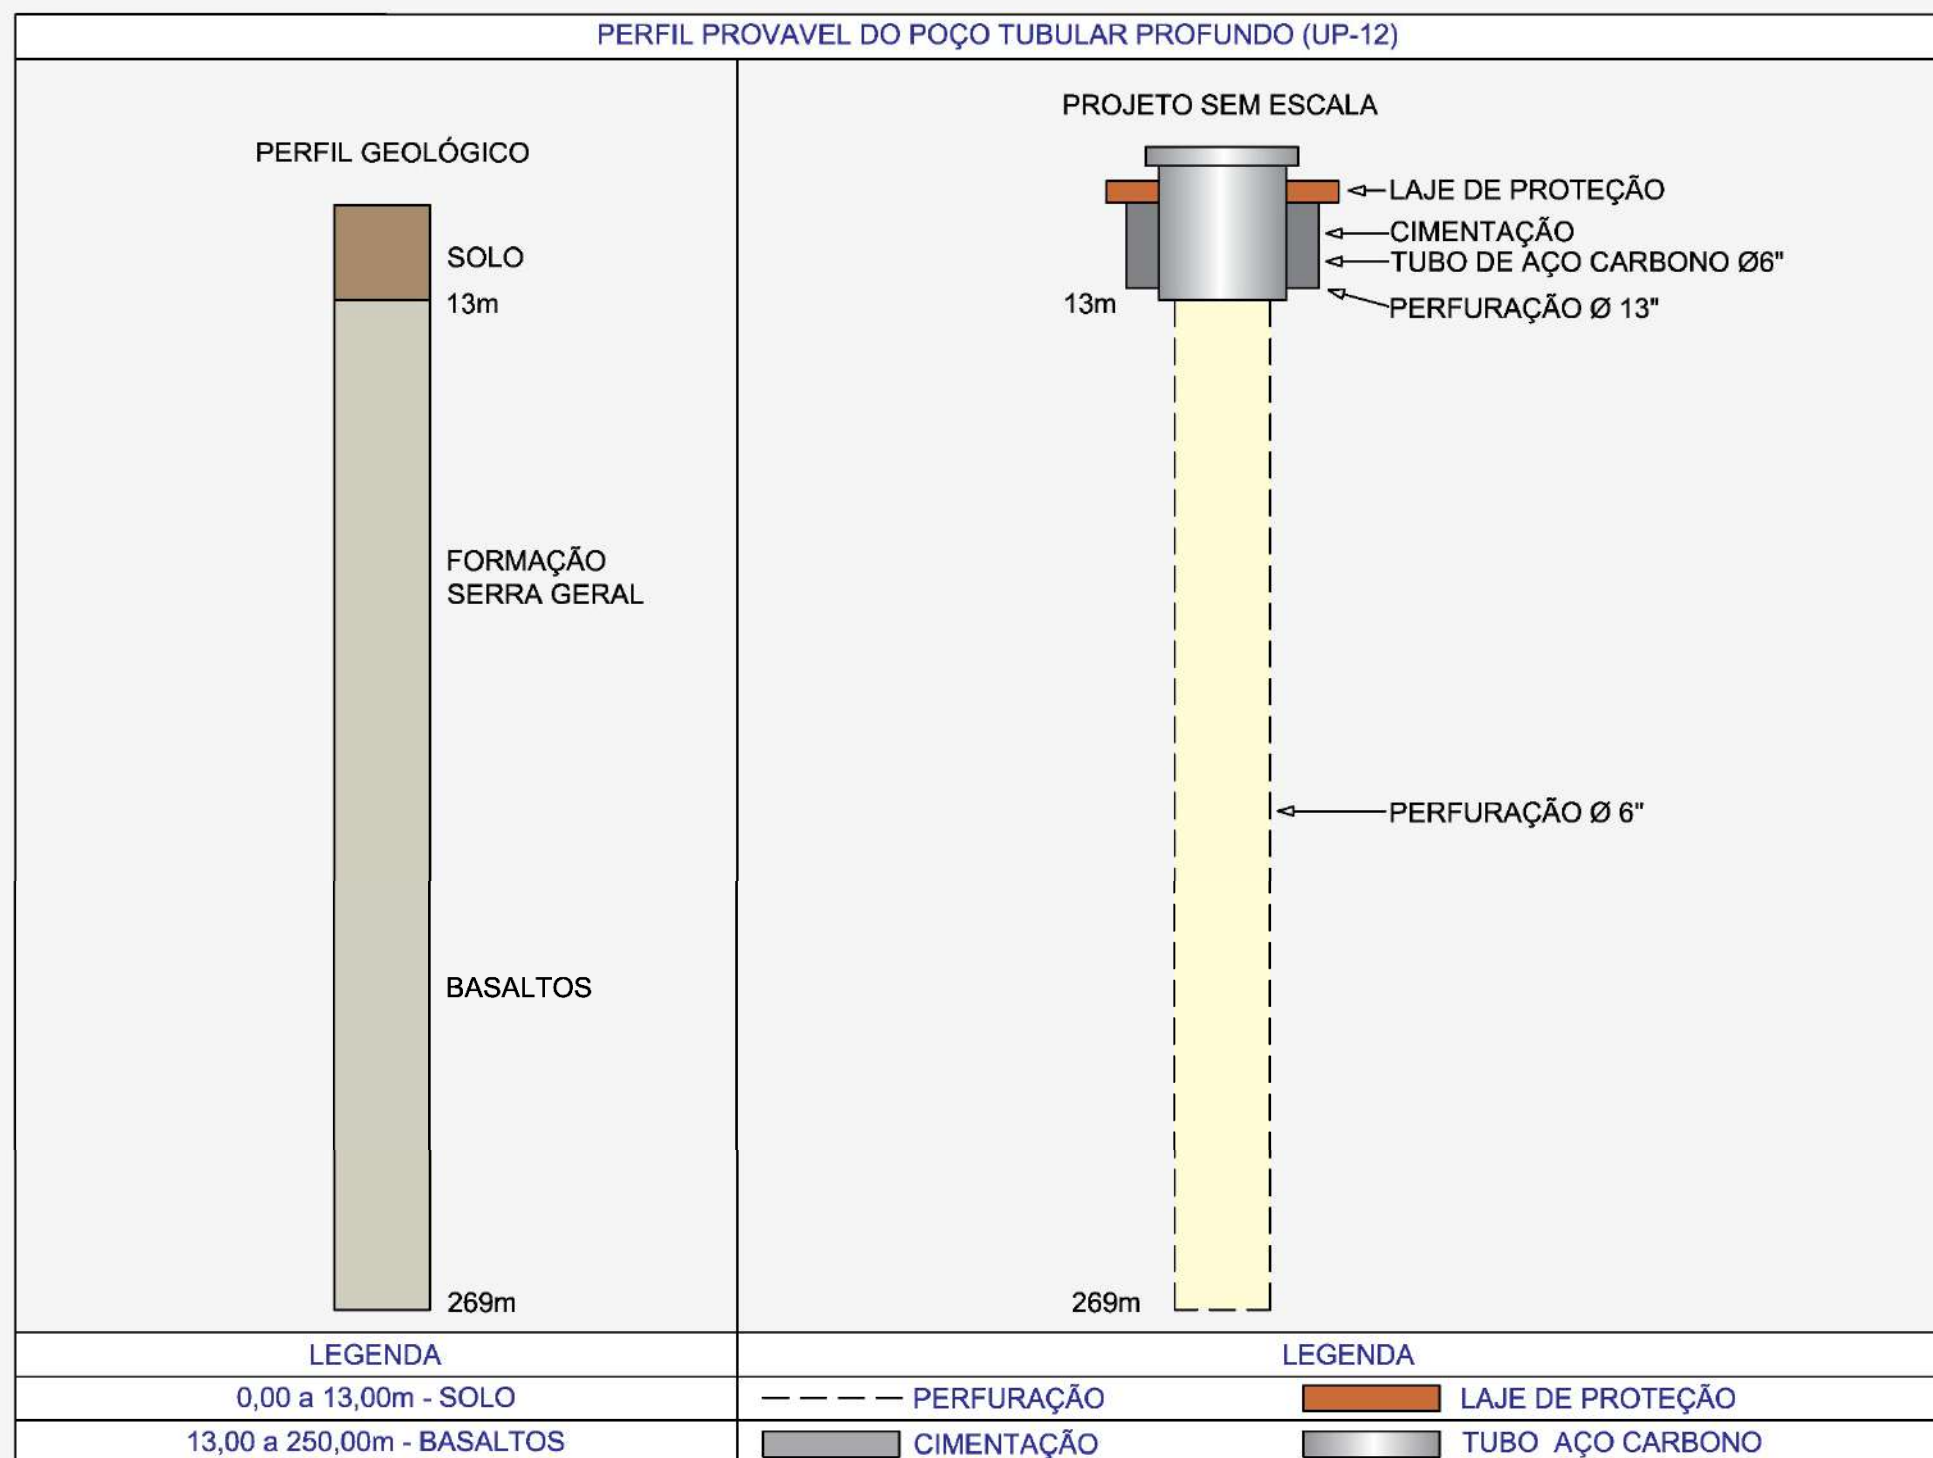 PERFIL PROVAVEL DO POÇO TUBULAR PROFUNDO (UP-12)
PERFIL GEOLÓGICO
SOLO
13m
FORMAÇÃO
SERRA GERAL
BASALTOS
269m
PROJETO SEM ESCALA
LAJE DE PROTEÇÃO
CIMENTAÇÃO
TUBO DE AÇO CARBONO Ø6"
13m
PERFURAÇÃO Ø 13"
PERFURAÇÃO Ø 6"
269m
LEGENDA
0,00 a 13,00m - SOLO
13,00 a 250,00m - BASALTOS
LEGENDA
PERFURAÇÃO
LAJE DE PROTEÇÃO
CIMENTAÇÃO
TUBO AÇO CARBONO